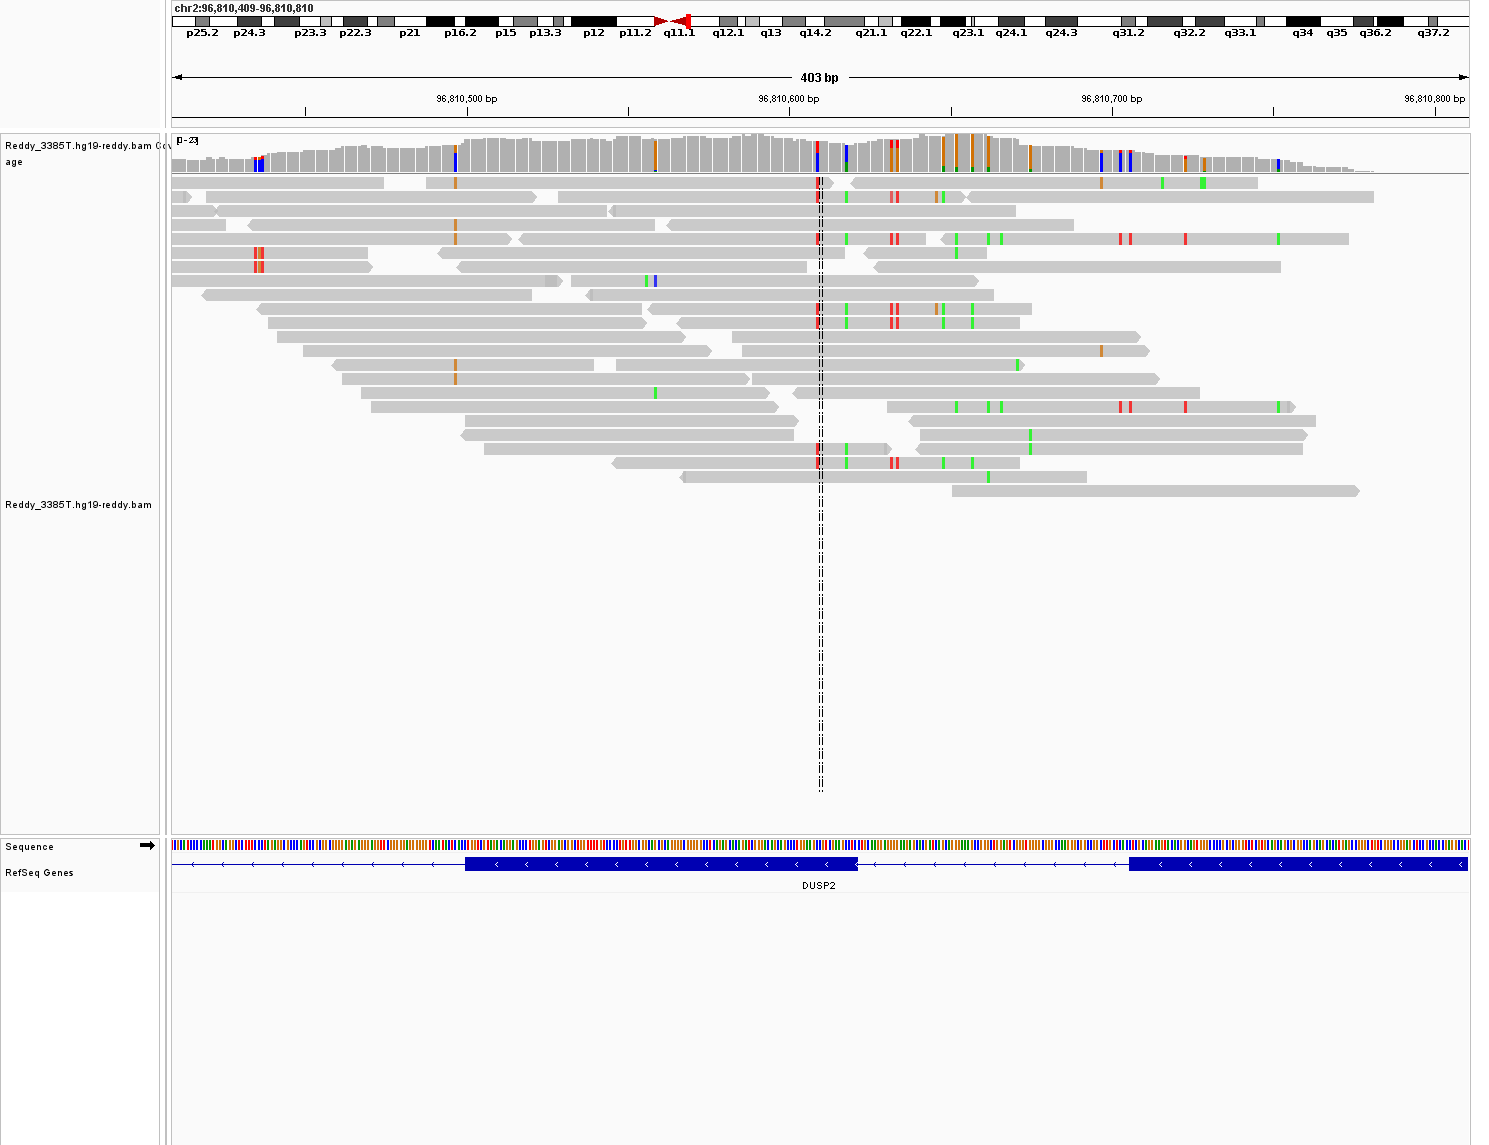 chr2:96,810,409-96,810,810
p25.2 p24.3 p23.3 p22.3 p21 p16.2 p15 p13.3 p12 p11.2 q11.1 q12.1 q13 q14.2 q21.1 q22.1 q23.1 q24.1 q24.3 q31.2 q32.2 q33.1 q34 q35 q36.2 q37.2
403 bp
96,810,500 bp 96,810,600 bp 96,810,700 bp 96,810,800 bp
[0-23]
Reddy_3385T.hg19-reddy.bam Cov
age
Reddy_3385T.hg19-reddy.bam
Sequence
RefSeq Genes
DUSP2